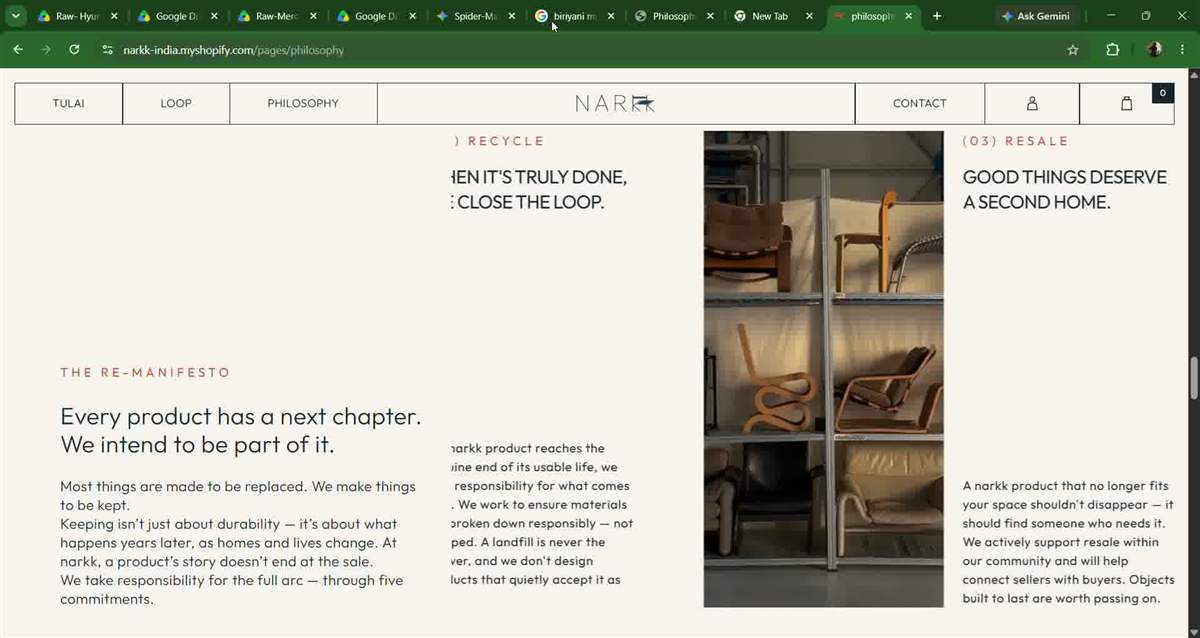 Raw- Hyu
Google D
Raw-Merc
Google D
Spider-Ma
biriyani m
Philosoph
New Tab
philosoph
Ask Gemini
narkk-india.myshopify.com/pages/philosophy
TULAI
LOOP
PHILOSOPHY
NARKK
CONTACT
0
THE RE-MANIFESTO
Every product has a next chapter.
We intend to be part of it.
Most things are made to be replaced. We make things
to be kept.
Keeping isn't just about durability — it's about what
happens years later, as homes and lives change. At
narkk, a product's story doesn't end at the sale.
We take responsibility for the full arc — through five
commitments.
) RECYCLE
HEN IT'S TRULY DONE,
E CLOSE THE LOOP.
narkk product reaches the
uine end of its usable life, we
responsibility for what comes
. We work to ensure materials
broken down responsibly — not
ped. A landfill is never the
ver, and we don't design
ducts that quietly accept it as
(03) RESALE
GOOD THINGS DESERVE
A SECOND HOME.
A narkk product that no longer fits
your space shouldn't disappear — it
should find someone who needs it.
We actively support resale within
our community and will help
connect sellers with buyers. Objects
built to last are worth passing on.